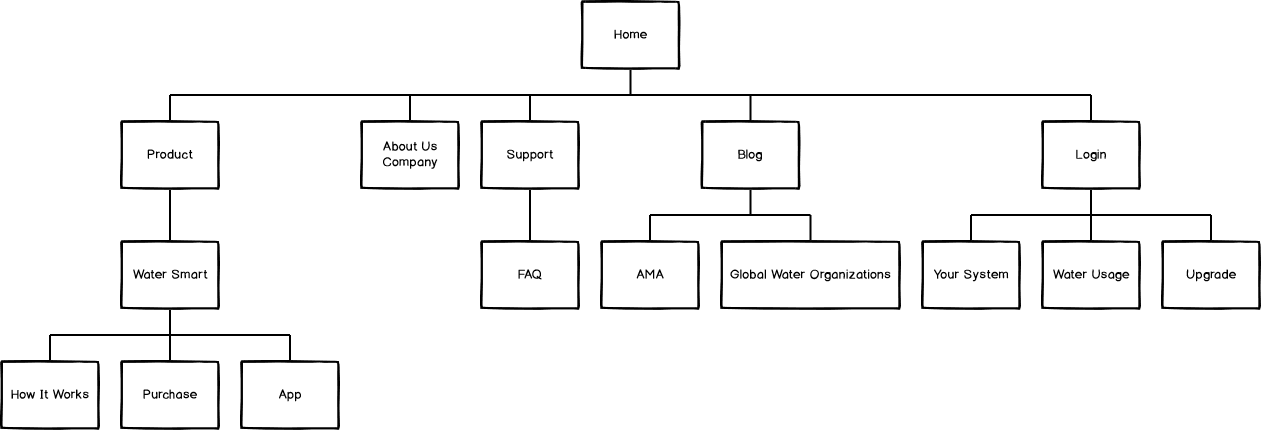 Home
Product
About Us
Company
Support
Blog
Login
Water Smart
FAQ
AMA
Global Water Organizations
Your System
Water Usage
Upgrade
How It Works
Purchase
App